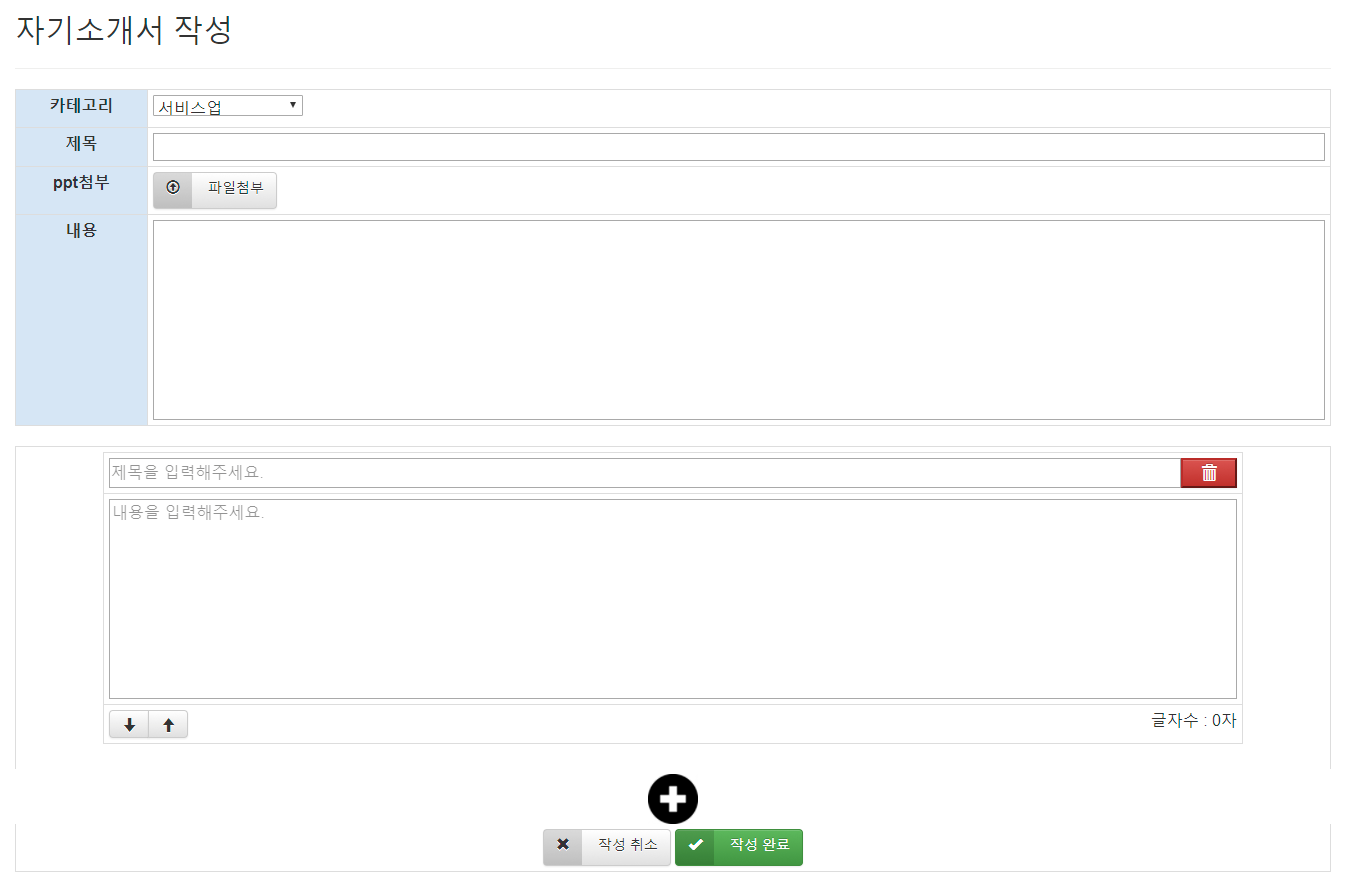 자기소개서 작성
카테고리 서비스업
제목
ppt첨부 파일첨부
내용
제목을 입력해주세요.
내용을 입력해주세요.
글자수 : 0자
작성 취소 작성 완료